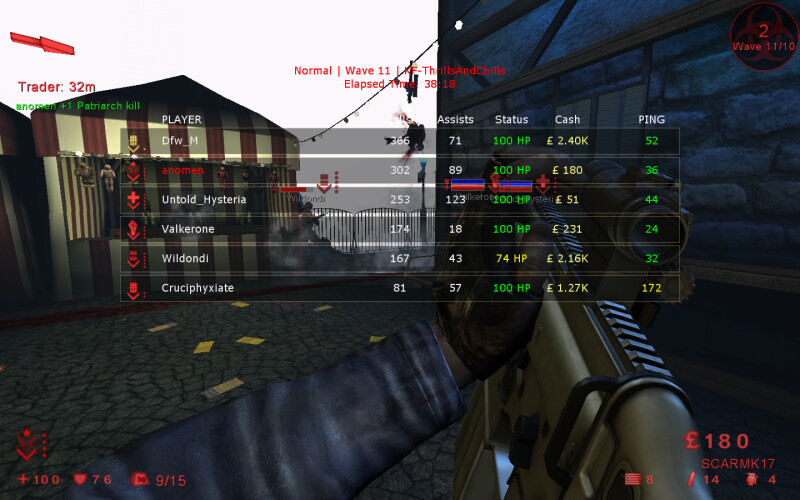 2
Wave 11/10
Normal | Wave 11 | KF-ThrillsAndChills
Elapsed Time: 38:18
Trader: 32m
anomen +1 Patriarch kill
PLAYER Assists Status Cash PING
Dfw_M 366 71 100 HP £ 2.40K 52
anomen 302 89 100 HP £ 180 36
Untold_Hysteria 253 123 100 HP £ 51 44
Valkerone 174 18 100 HP £ 231 24
Wildondi 167 43 74 HP £ 2.16K 32
Cruciphyxiate 81 57 100 HP £ 1.27K 172
Wildondi
£180
SCARMK17
+100 76 9/15 8 14 4